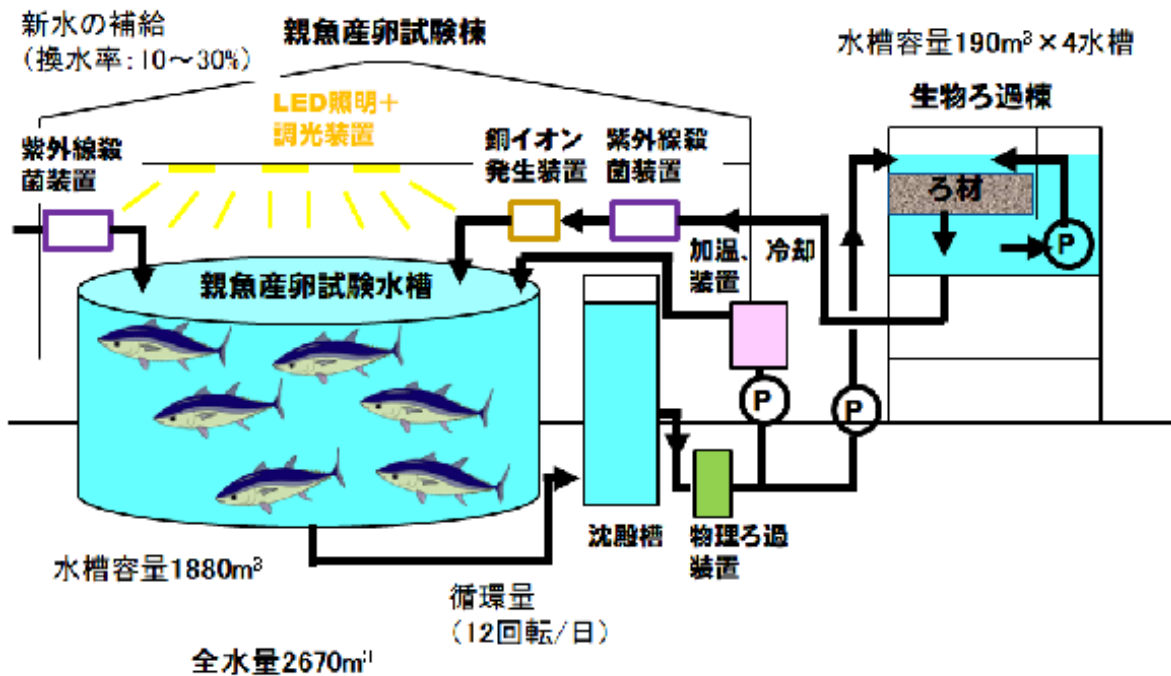 新水の補給
(換水率:10～30%)
親魚産卵試験棟
水槽容量190m³×4水槽
生物ろ過棟
LED照明＋
調光装置
紫外線殺
菌装置
銅イオン
発生装置
紫外線殺
菌装置
ろ材
P
加温、冷却
装置
親魚産卵試験水槽
P
P
沈殿槽
物理ろ過
装置
水槽容量1880m³
循環量
(12回転/日)
全水量2670m³